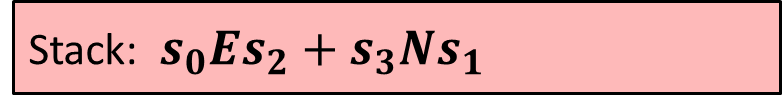 Stack: s₀Es₂ + s₃Ns₁